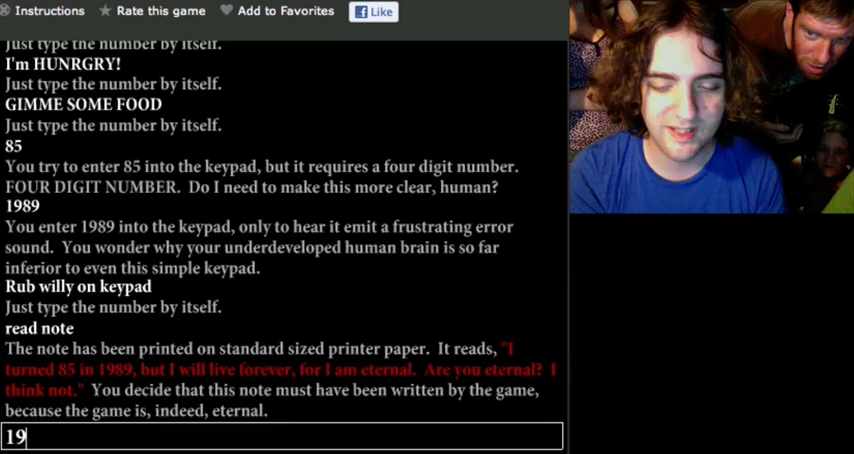 Instructions Rate this game Add to Favorites Like
Just type the number by itself.
I'm HUNRGRY!
Just type the number by itself.
GIMME SOME FOOD
Just type the number by itself.
85
You try to enter 85 into the keypad, but it requires a four digit number.
FOUR DIGIT NUMBER. Do I need to make this more clear, human?
1989
You enter 1989 into the keypad, only to hear it emit a frustrating error
sound. You wonder why your underdeveloped human brain is so far
inferior to even this simple keypad.
Rub willy on keypad
Just type the number by itself.
read note
The note has been printed on standard sized printer paper. It reads, "I
turned 85 in 1989, but I will live forever, for I am eternal. Are you eternal? I
think not." You decide that this note must have been written by the game,
because the game is, indeed, eternal.
19